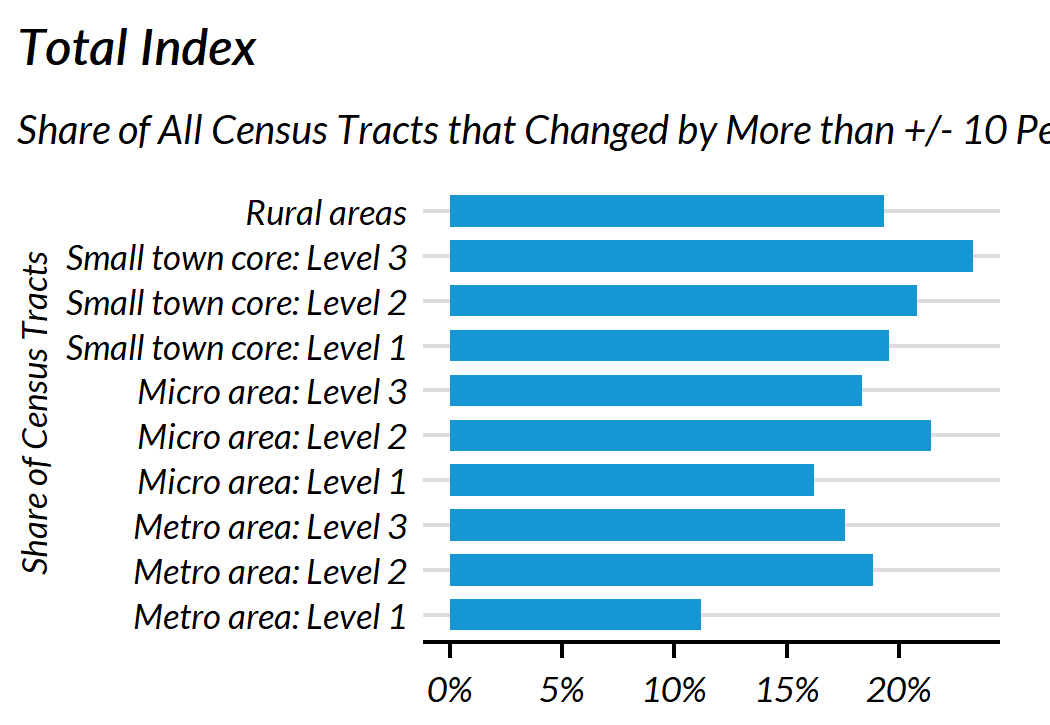 Total Index
Share of All Census Tracts that Changed by More than +/- 10
Share of Census Tracts
Rural areas
Small town core: Level 3
Small town core: Level 2
Small town core: Level 1
Micro area: Level 3
Micro area: Level 2
Micro area: Level 1
Metro area: Level 3
Metro area: Level 2
Metro area: Level 1
0% 5% 10% 15% 20%